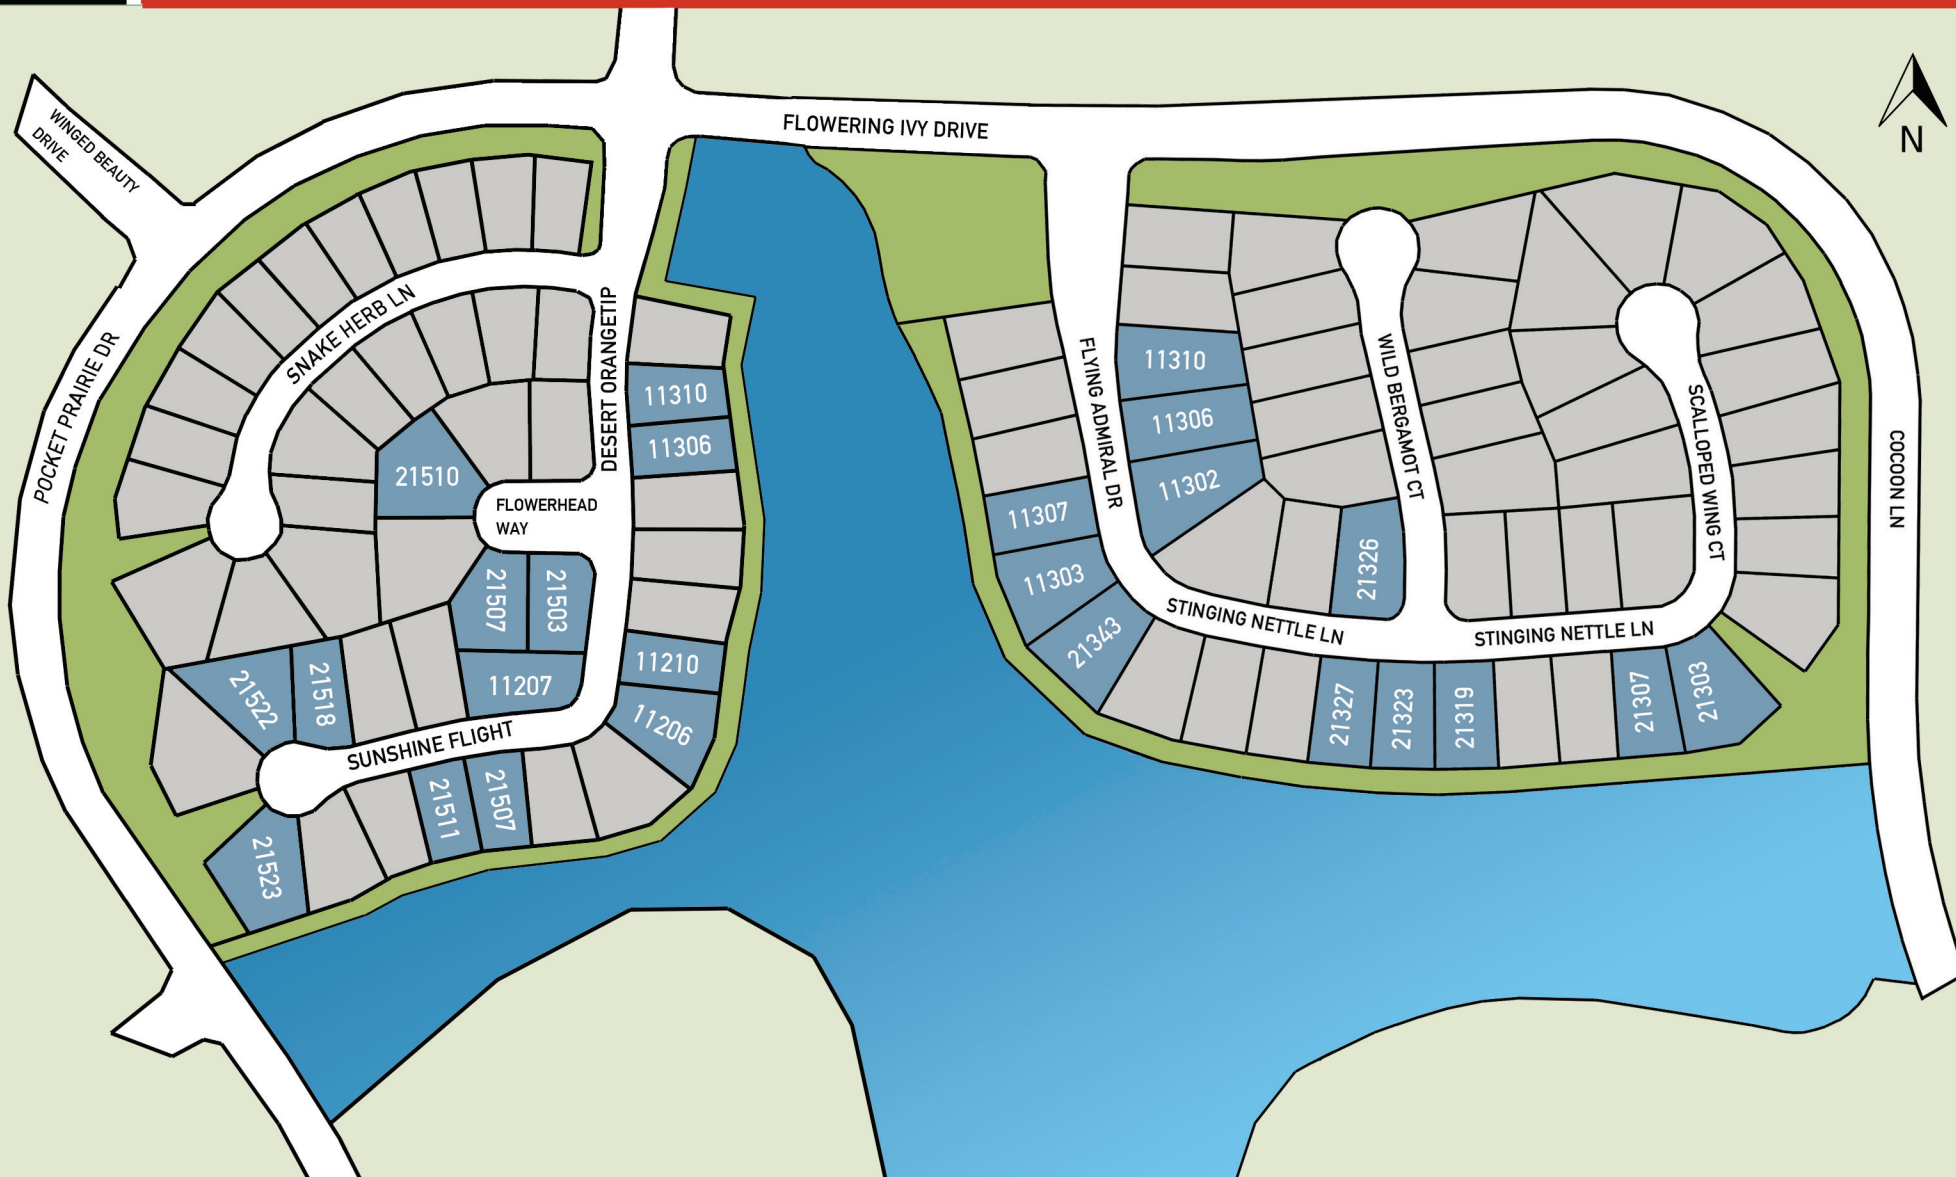 FLOWERING IVY DRIVE
WINGED BEAUTY
DRIVE
N
POCKET PRAIRIE DR
SNAKE HERB LN
DESERT ORANGETIP
11310
11306
21510
FLOWERHEAD
WAY
21507
21503
11207
11210
11206
21522
21518
SUNSHINE FLIGHT
21511
21507
21523
FLYING ADMIRAL DR
11310
11306
11302
11307
11303
21343
WILD BERGAMOT CT
SCALLOPED WING CT
COCOON LN
21326
STINGING NETTLE LN
STINGING NETTLE LN
21327
21323
21319
21307
21303